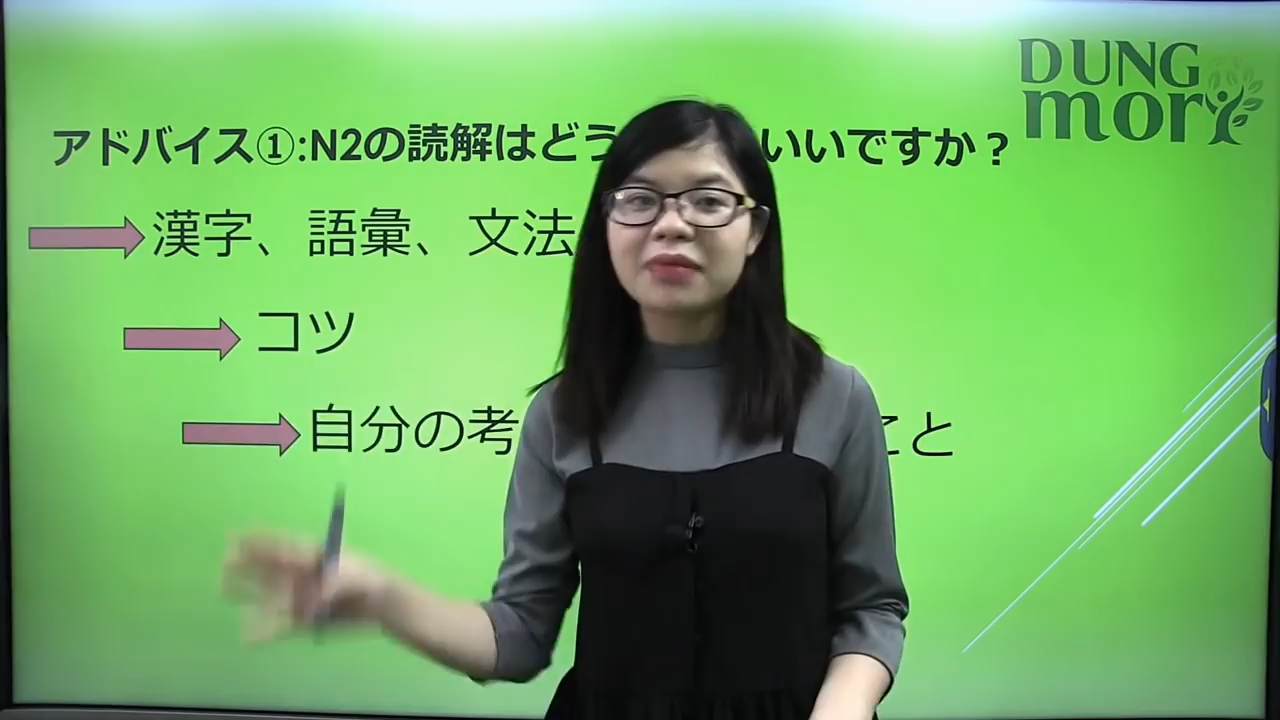 DUNG
mori
アドバイス①:N2の読解はどう いいですか？
漢字、語彙、文法
コツ
自分の考 こと